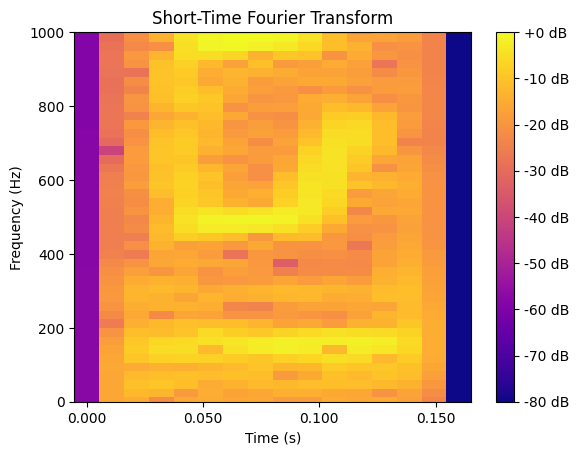 Short-Time Fourier Transform
1000
800
600
400
200
0
Frequency (Hz)
0.000
0.050
0.100
0.150
Time (s)
+0 dB
-10 dB
-20 dB
-30 dB
-40 dB
-50 dB
-60 dB
-70 dB
-80 dB